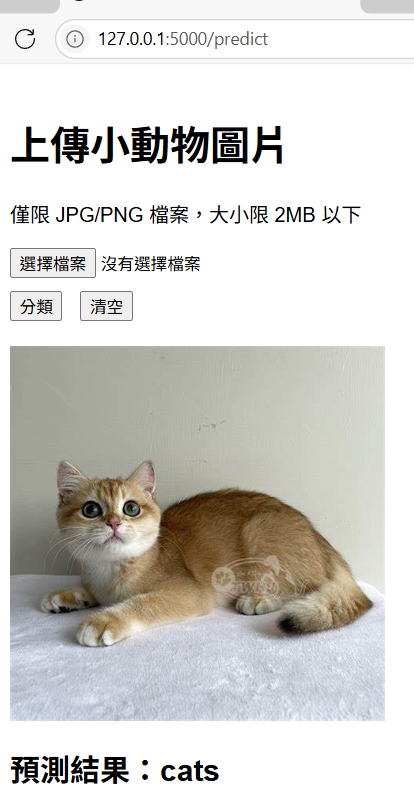 127.0.0.1:5000/predict
上傳小動物圖片
僅限 JPG/PNG 檔案，大小限 2MB 以下
選擇檔案 沒有選擇檔案
分類 清空
預測結果：cats